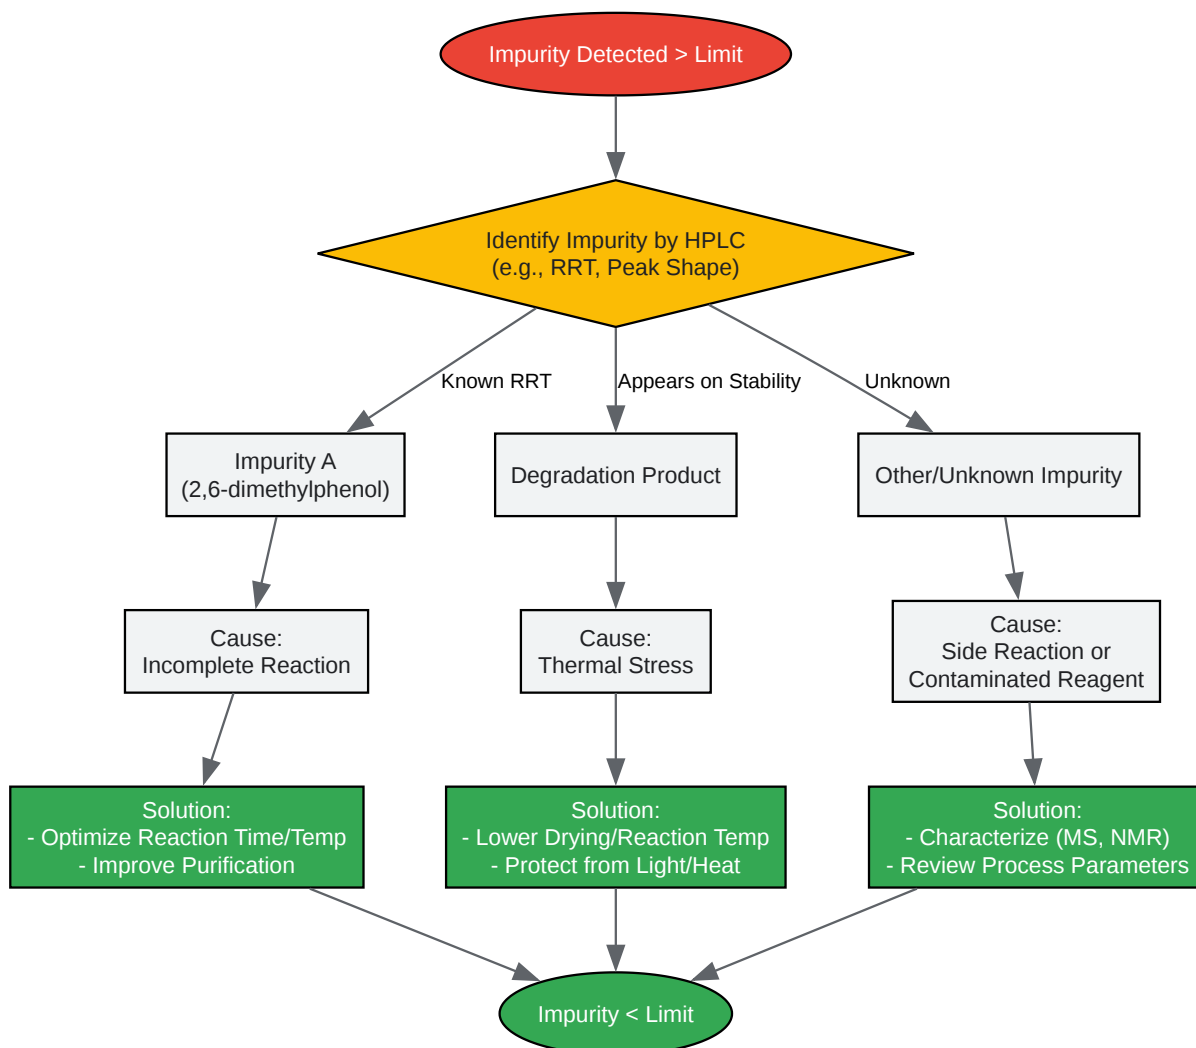 Impurity Detected > Limit
Identify Impurity by HPLC
(e.g., RRT, Peak Shape)
Known RRT
Appears on Stability
Unknown
Impurity A
(2,6-dimethylphenol)
Degradation Product
Other/Unknown Impurity
Cause:
Incomplete Reaction
Cause:
Thermal Stress
Cause:
Side Reaction or
Contaminated Reagent
Solution:
- Optimize Reaction Time/Temp
- Improve Purification
Solution:
- Lower Drying/Reaction Temp
- Protect from Light/Heat
Solution:
- Characterize (MS, NMR)
- Review Process Parameters
Impurity < Limit